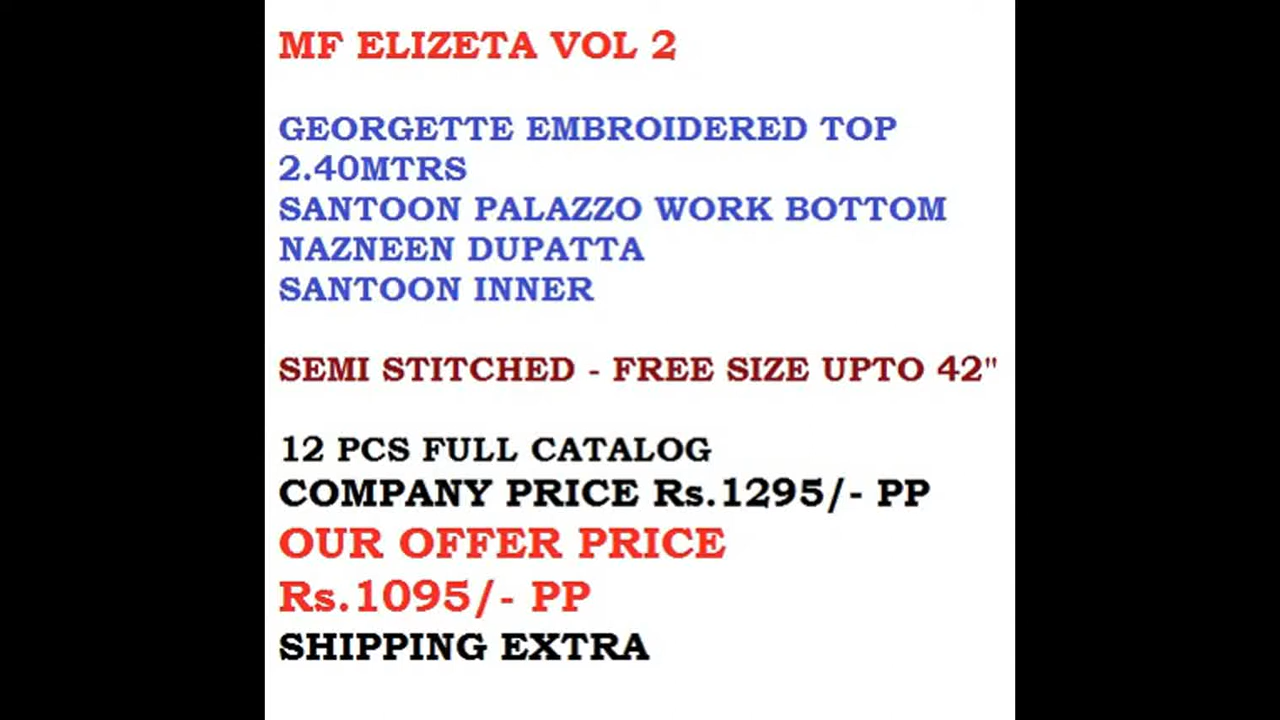 MF ELIZETA VOL 2
GEORGETTE EMBROIDERED TOP
2.40MTRS
SANTOON PALAZZO WORK BOTTOM
NAZNEEN DUPATTA
SANTOON INNER
SEMI STITCHED - FREE SIZE UPTO 42"
12 PCS FULL CATALOG
COMPANY PRICE Rs.1295/- PP
OUR OFFER PRICE
Rs.1095/- PP
SHIPPING EXTRA